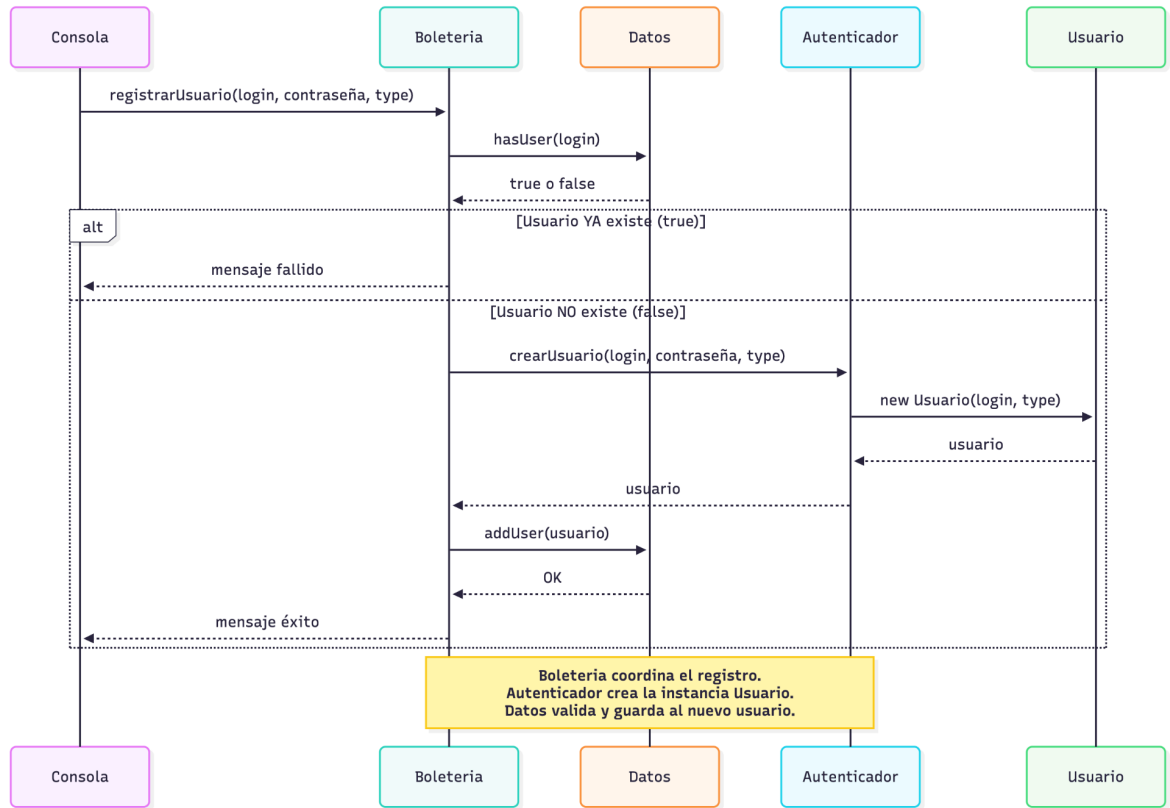 Consola
Boleteria
Datos
Autenticador
Usuario
registrarUsuario(login, contraseña, type)
hasUser(login)
true o false
alt
[Usuario YA existe (true)]
mensaje fallido
[Usuario NO existe (false)]
crearUsuario(login, contraseña, type)
new Usuario(login, type)
usuario
usuario
addUser(usuario)
OK
mensaje éxito
Boleteria coordina el registro.
Autenticador crea la instancia Usuario.
Datos valida y guarda al nuevo usuario.
Consola
Boleteria
Datos
Autenticador
Usuario